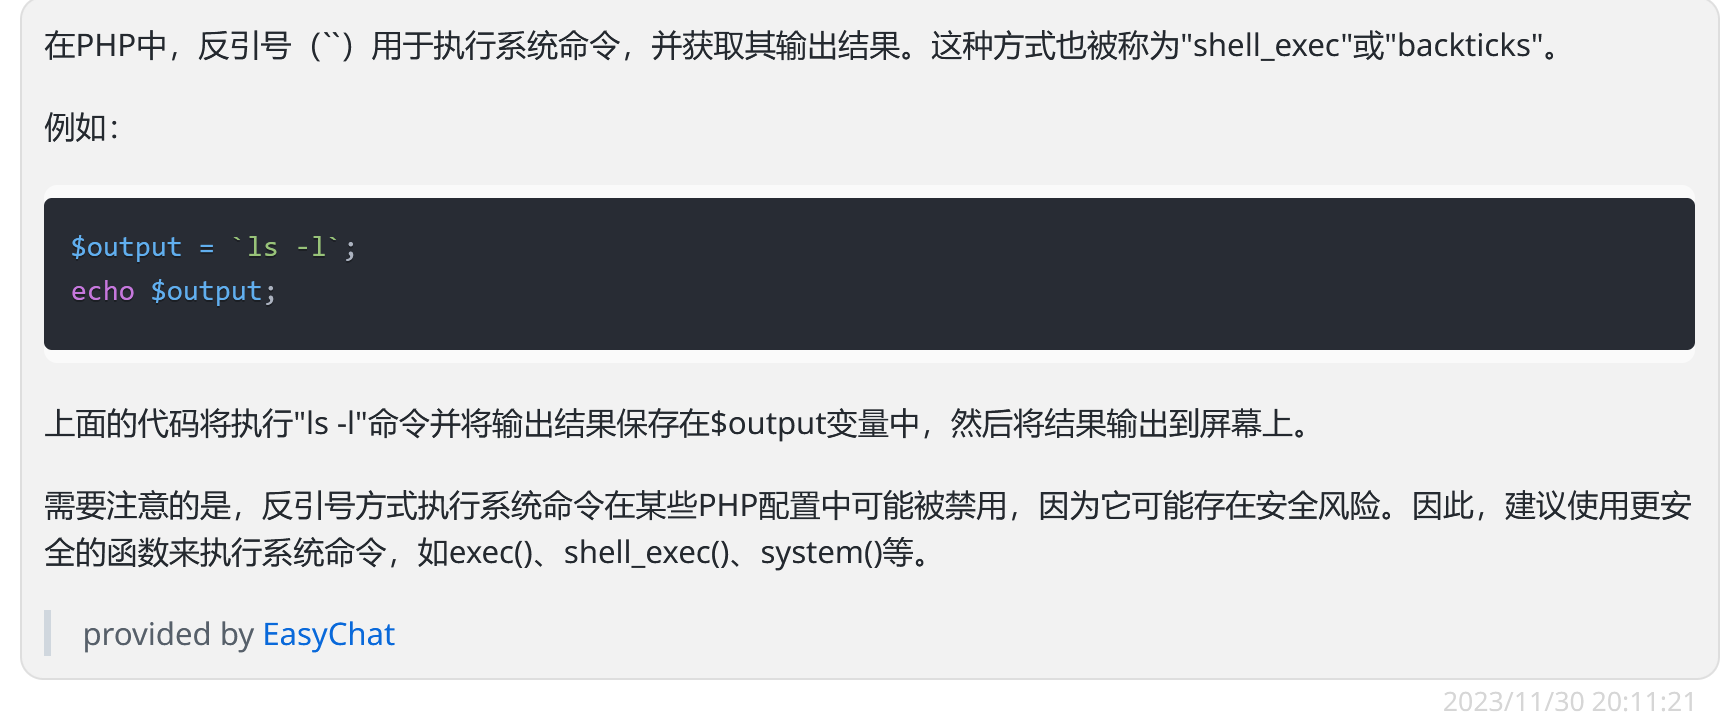 在PHP中，反引号（``）用于执行系统命令，并获取其输出结果。这种方式也被称为"shell_exec"或"backticks"。
例如：
$output = `ls -l`;
echo $output;
上面的代码将执行"ls -l"命令并将输出结果保存在$output变量中，然后将结果输出到屏幕上。
需要注意的是，反引号方式执行系统命令在某些PHP配置中可能被禁用，因为它可能存在安全风险。因此，建议使用更安
全的函数来执行系统命令，如exec()、shell_exec()、system()等。
provided by EasyChat
2023/11/30 20:11:21